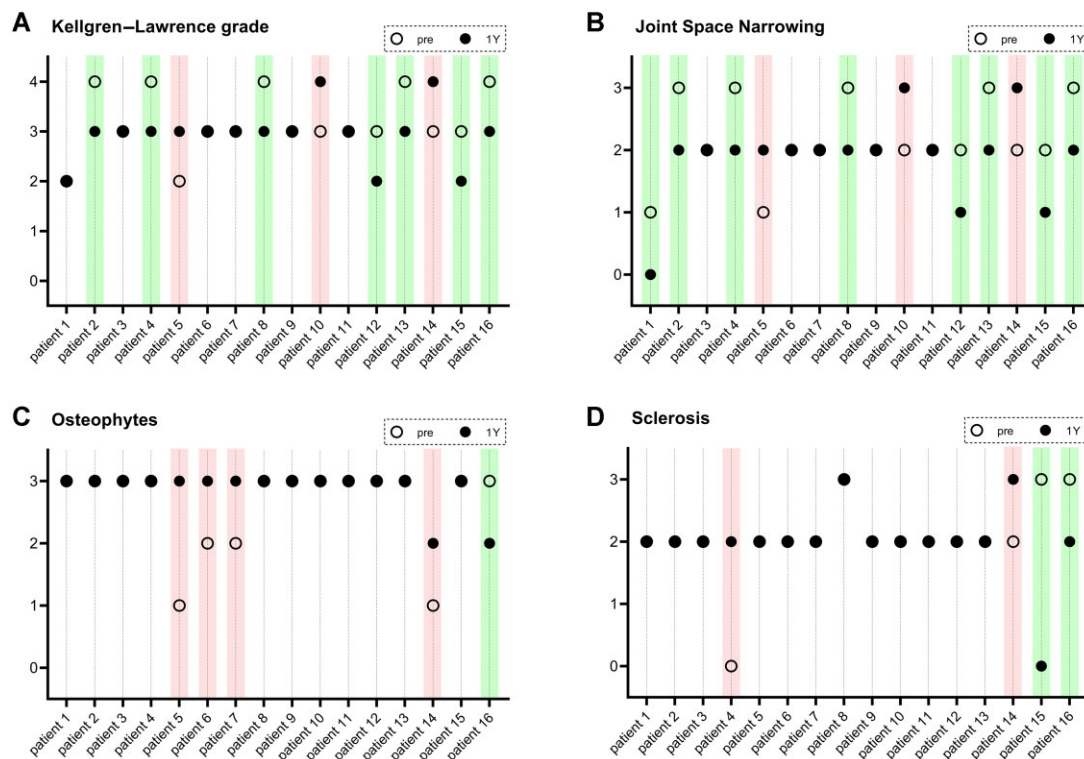 A Kellgren–Lawrence grade
pre 1Y
4
3
2
1
0
patient 1 patient 2 patient 3 patient 4 patient 5 patient 6 patient 7 patient 8 patient 9 patient 10 patient 11 patient 12 patient 13 patient 14 patient 15 patient 16
B Joint Space Narrowing
pre 1Y
3
2
1
0
patient 1 patient 2 patient 3 patient 4 patient 5 patient 6 patient 7 patient 8 patient 9 patient 10 patient 11 patient 12 patient 13 patient 14 patient 15 patient 16
C Osteophytes
pre 1Y
3
2
1
0
patient 1 patient 2 patient 3 patient 4 patient 5 patient 6 patient 7 patient 8 patient 9 patient 10 patient 11 patient 12 patient 13 patient 14 patient 15 patient 16
D Sclerosis
pre 1Y
3
2
1
0
patient 1 patient 2 patient 3 patient 4 patient 5 patient 6 patient 7 patient 8 patient 9 patient 10 patient 11 patient 12 patient 13 patient 14 patient 15 patient 16